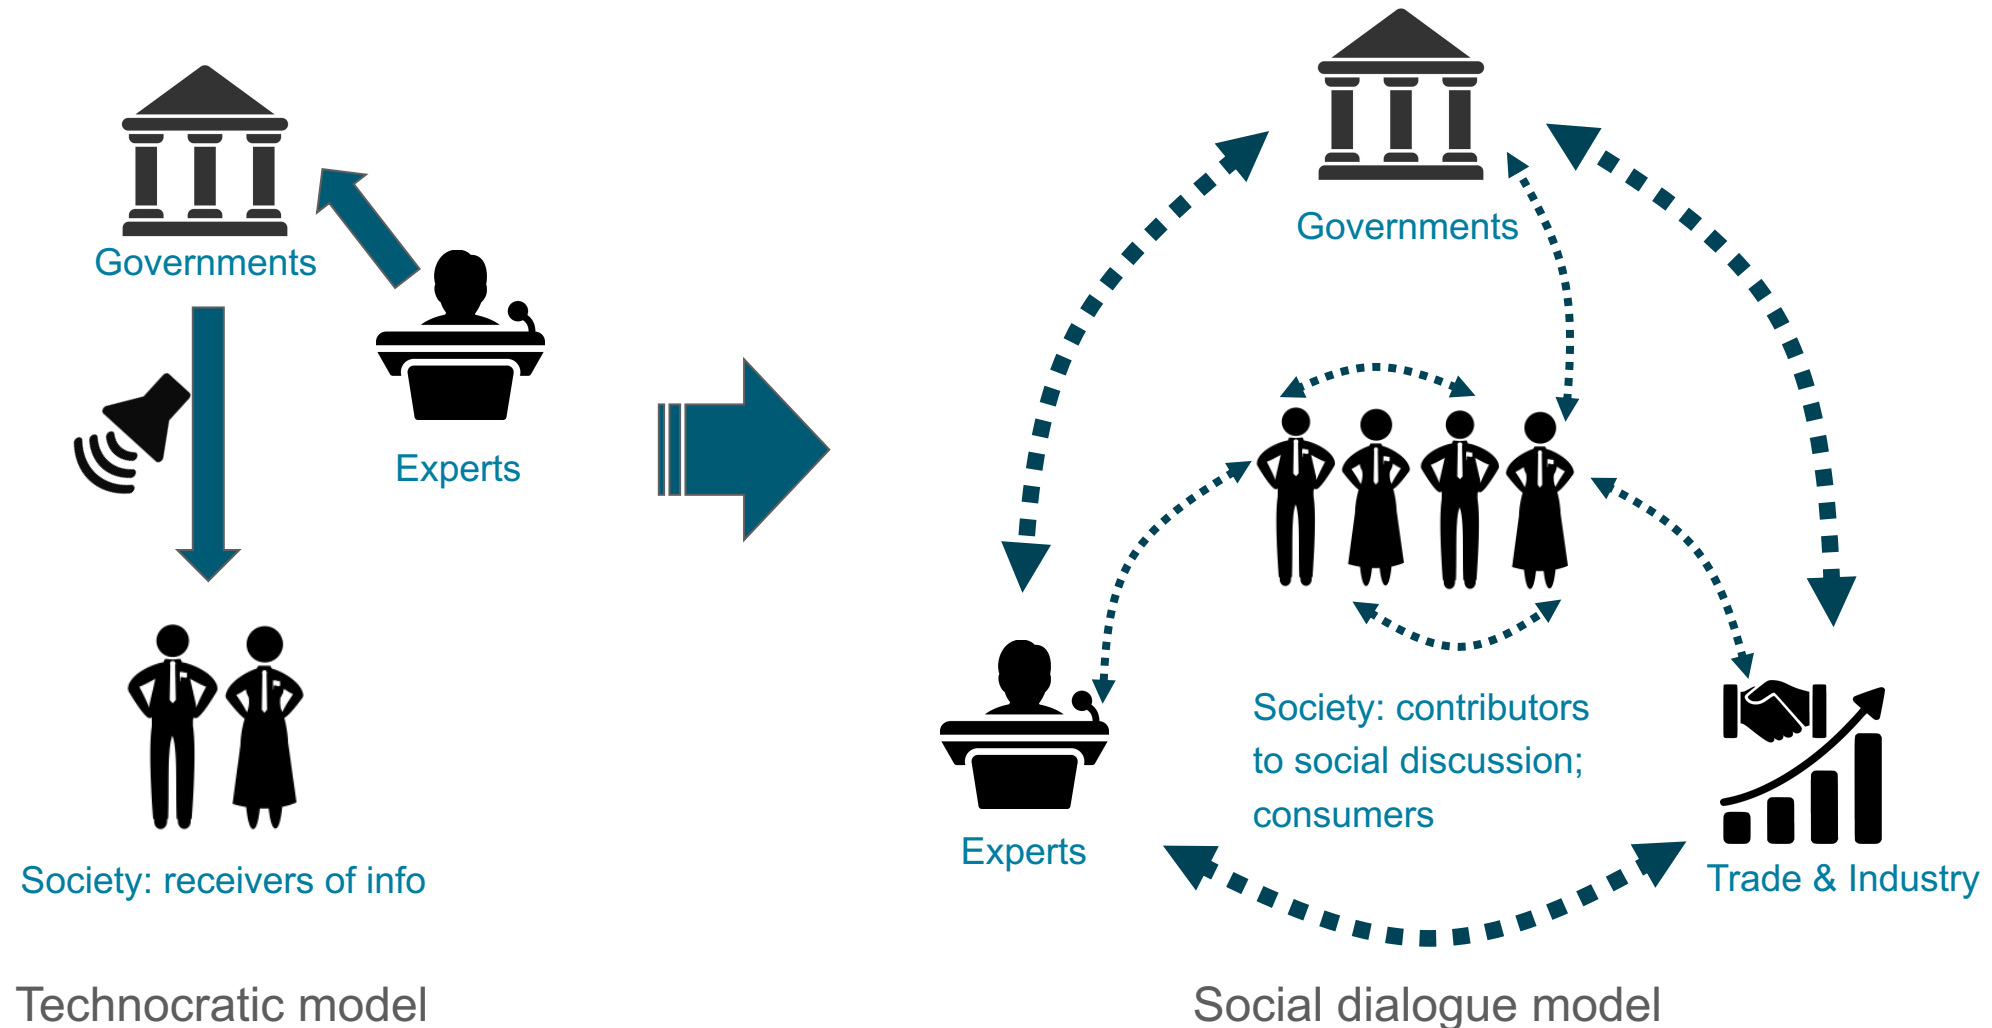 Governments
Experts
Society: receivers of info
Technocratic model
Governments
Society: contributors
to social discussion;
consumers
Experts
Trade & Industry
Social dialogue model